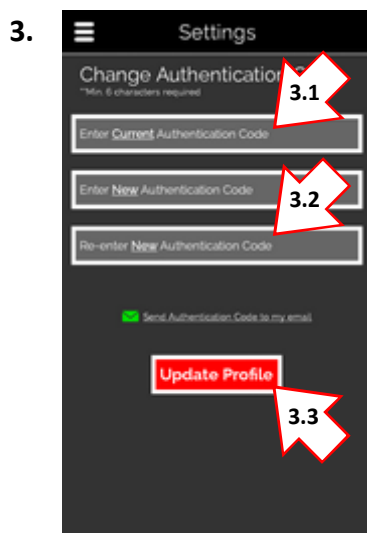 3.
Settings
Change Authentication
**Min. 6 characters required
3.1
Enter Current Authentication Code
Enter New Authentication Code
3.2
Re-enter New Authentication Code
Send Authentication Code to my email
Update Profile
3.3